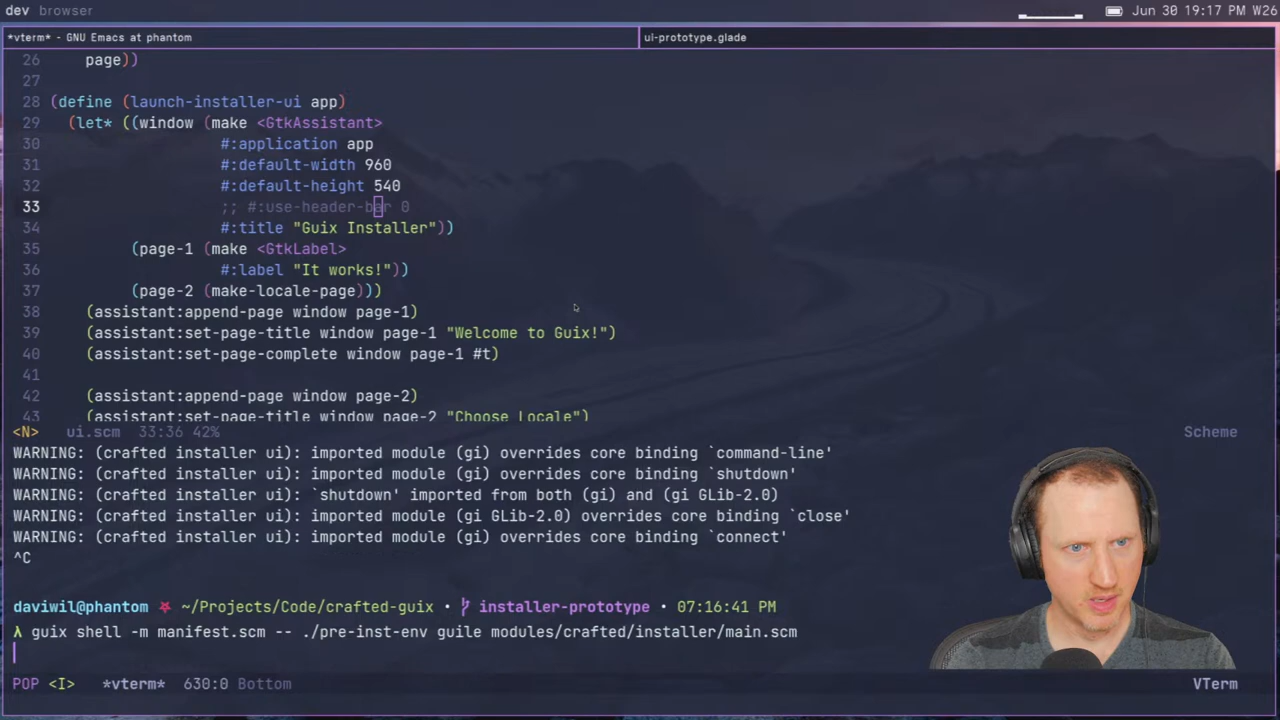 dev browser
Jun 30 19:17 PM W26
*vterm* - GNU Emacs at phantom
ui-prototype.glade
26 page))
27
28 (define (launch-installer-ui app)
29 (let* ((window (make <GtkAssistant>
30 #:application app
31 #:default-width 960
32 #:default-height 540
33 ;; #:use-header-bar 0
34 #:title "Guix Installer"))
35 (page-1 (make <GtkLabel>
36 #:label "It works!"))
37 (page-2 (make-locale-page)))
38 (assistant:append-page window page-1)
39 (assistant:set-page-title window page-1 "Welcome to Guix!")
40 (assistant:set-page-complete window page-1 #t)
41
42 (assistant:append-page window page-2)
43 (assistant:set-page-title window page-2 "Choose Locale")
<N> ui.scm 33:36 42% Scheme
WARNING: (crafted installer ui): imported module (gi) overrides core binding `command-line'
WARNING: (crafted installer ui): imported module (gi) overrides core binding `shutdown'
WARNING: (crafted installer ui): `shutdown' imported from both (gi) and (gi GLib-2.0)
WARNING: (crafted installer ui): imported module (gi GLib-2.0) overrides core binding `close'
WARNING: (crafted installer ui): imported module (gi GLib-2.0) overrides core binding `connect'
^C
daviwil@phantom ~/Projects/Code/crafted-guix • installer-prototype • 07:16:41 PM
λ guix shell -m manifest.scm -- ./pre-inst-env guile modules/crafted/installer/main.scm
POP <I> *vterm* 630:0 Bottom VTerm